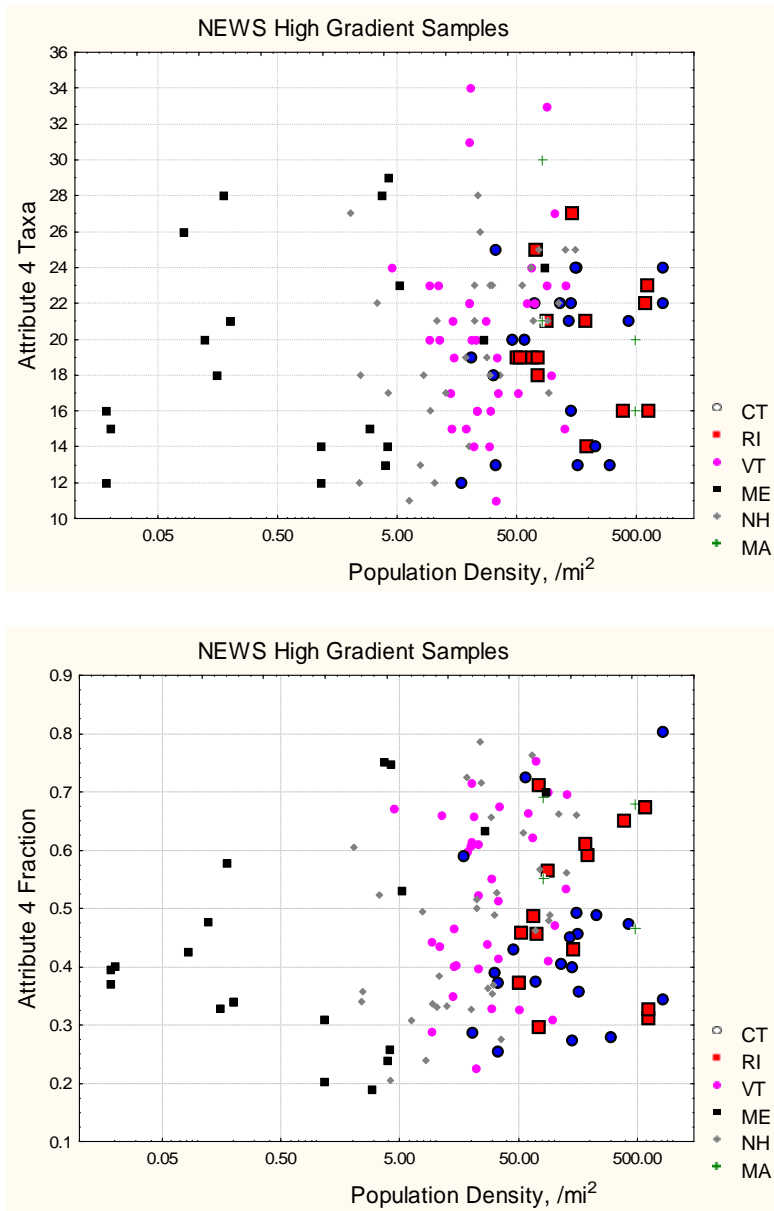 NEWS High Gradient Samples
36
34
32
30
28
26
24
22
20
18
16
14
12
10
Attribute 4 Taxa
0.05 0.50 5.00 50.00 500.00
Population Density, /mi²
CT
RI
VT
ME
NH
MA
NEWS High Gradient Samples
0.9
0.8
0.7
0.6
0.5
0.4
0.3
0.2
0.1
Attribute 4 Fraction
0.05 0.50 5.00 50.00 500.00
Population Density, /mi²
CT
RI
VT
ME
NH
MA